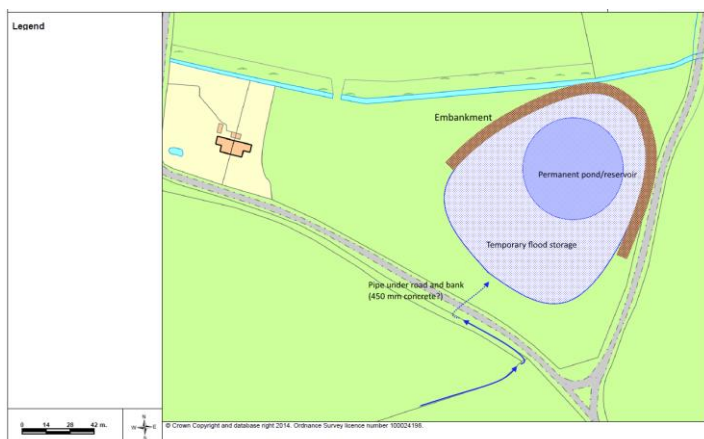 Legend
Embankment
Permanent pond/reservoir
Temporary flood storage
Pipe under road and bank
(450 mm concrete?)
0 14 28 42 m.
N
W E
S
© Crown Copyright and database right 2014. Ordnance Survey licence number 100024198.